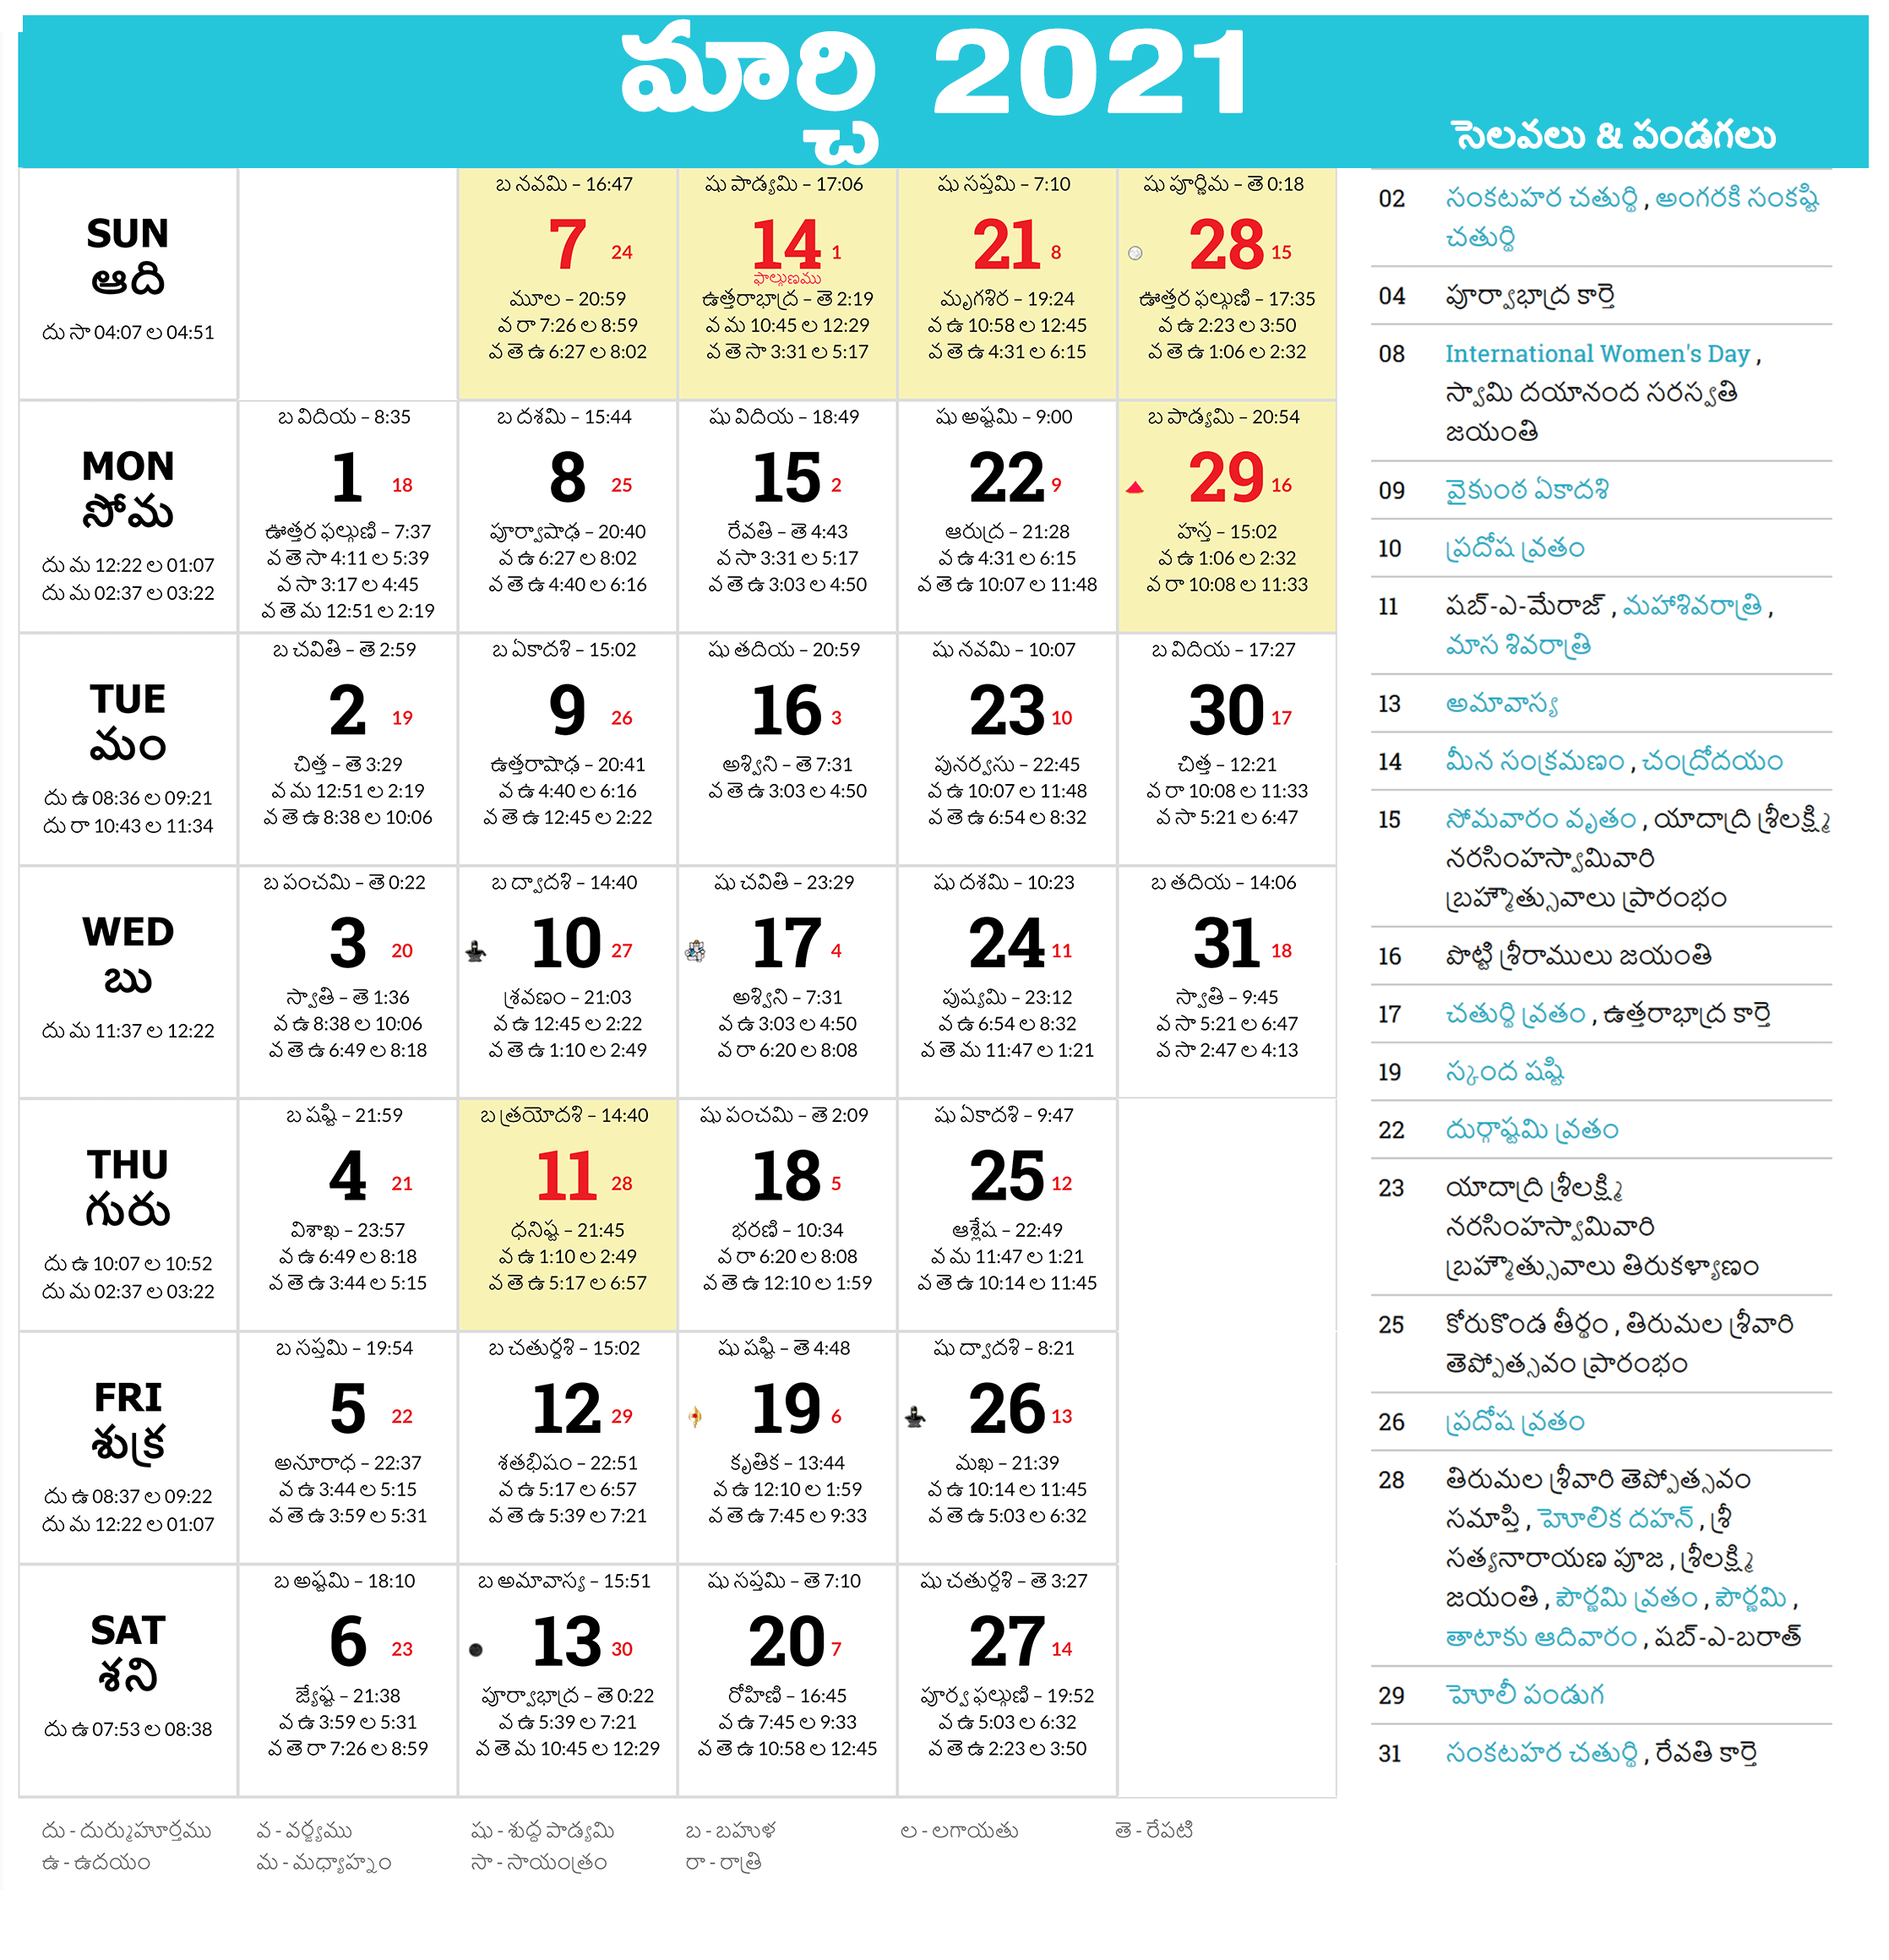 మార్చి 2021
సెలవలు & పండగలు
SUN
ఆది
దు సా 04:07 ల 04:51
బ నవమి – 16:47
7 24
మూల – 20:59
వ రా 7:26 ల 8:59
వ తె ఉ 6:27 ల 8:02
షు పాడ్యమి – 17:06
14 1
ఫాల్గుణము
ఉత్తరాభాద్ర – తె 2:19
వ మ 10:45 ల 12:29
వ తె సా 3:31 ల 5:17
షు సప్తమి – 7:10
21 8
మృగశిర – 19:24
వ ఉ 10:58 ల 12:45
వ తె ఉ 4:31 ల 6:15
షు పూర్ణిమ – తె 0:18
28 15
ఊత్తర ఫల్గుణి – 17:35
వ ఉ 2:23 ల 3:50
వ తె ఉ 1:06 ల 2:32
MON
సోమ
దు మ 12:22 ల 01:07
దు మ 02:37 ల 03:22
బ విదియ – 8:35
1 18
ఊత్తర ఫల్గుణి – 7:37
వ తె సా 4:11 ల 5:39
వ సా 3:17 ల 4:45
వ తె మ 12:51 ల 2:19
బ దశమి – 15:44
8 25
పూర్వాషాఢ – 20:40
వ ఉ 6:27 ల 8:02
వ తె ఉ 4:40 ల 6:16
షు విదియ – 18:49
15 2
రేవతి – తె 4:43
వ సా 3:31 ల 5:17
వ తె ఉ 3:03 ల 4:50
షు అష్టమి – 9:00
22 9
ఆరుద్ర – 21:28
వ ఉ 4:31 ల 6:15
వ తె ఉ 10:07 ల 11:48
బ పాడ్యమి – 20:54
29 16
హస్త – 15:02
వ ఉ 1:06 ల 2:32
వ రా 10:08 ల 11:33
TUE
మం
దు ఉ 08:36 ల 09:21
దు రా 10:43 ల 11:34
బ చవితి – తె 2:59
2 19
చిత్త – తె 3:29
వ మ 12:51 ల 2:19
వ తె ఉ 8:38 ల 10:06
బ ఏకాదశి – 15:02
9 26
ఉత్తరాషాఢ – 20:41
వ ఉ 4:40 ల 6:16
వ తె ఉ 12:45 ల 2:22
షు తదియ – 20:59
16 3
అశ్విని – తె 7:31
వ తె ఉ 3:03 ల 4:50
షు నవమి – 10:07
23 10
పునర్వసు – 22:45
వ ఉ 10:07 ల 11:48
వ తె ఉ 6:54 ల 8:32
బ విదియ – 17:27
30 17
చిత్త – 12:21
వ రా 10:08 ల 11:33
వ సా 5:21 ల 6:47
WED
బు
దు మ 11:37 ల 12:22
బ పంచమి – తె 0:22
3 20
స్వాతి – తె 1:36
వ ఉ 8:38 ల 10:06
వ తె ఉ 6:49 ల 8:18
బ ద్వాదశి – 14:40
10 27
శ్రవణం – 21:03
వ ఉ 12:45 ల 2:22
వ తె ఉ 1:10 ల 2:49
షు చవితి – 23:29
17 4
అశ్విని – 7:31
వ ఉ 3:03 ల 4:50
వ రా 6:20 ల 8:08
షు దశమి – 10:23
24 11
పుష్యమి – 23:12
వ ఉ 6:54 ల 8:32
వ తె మ 11:47 ల 1:21
బ తదియ – 14:06
31 18
స్వాతి – 9:45
వ సా 5:21 ల 6:47
వ సా 2:47 ల 4:13
THU
గురు
దు ఉ 10:07 ల 10:52
దు మ 02:37 ల 03:22
బ షష్టి – 21:59
4 21
విశాఖ – 23:57
వ ఉ 6:49 ల 8:18
వ తె ఉ 3:44 ల 5:15
బ త్రయోదశి – 14:40
11 28
ధనిష్ట – 21:45
వ ఉ 1:10 ల 2:49
వ తె ఉ 5:17 ల 6:57
షు పంచమి – తె 2:09
18 5
భరణి – 10:34
వ రా 6:20 ల 8:08
వ తె ఉ 12:10 ల 1:59
షు ఏకాదశి – 9:47
25 12
ఆశ్లేష – 22:49
వ మ 11:47 ల 1:21
వ తె ఉ 10:14 ల 11:45
FRI
శుక్ర
దు ఉ 08:37 ల 09:22
దు మ 12:22 ల 01:07
బ సప్తమి – 19:54
5 22
అనూరాధ – 22:37
వ ఉ 3:44 ల 5:15
వ తె ఉ 3:59 ల 5:31
బ చతుర్దశి – 15:02
12 29
శతభిషం – 22:51
వ ఉ 5:17 ల 6:57
వ తె ఉ 5:39 ల 7:21
షు షష్టి – తె 4:48
19 6
కృతిక – 13:44
వ ఉ 12:10 ల 1:59
వ తె ఉ 7:45 ల 9:33
షు ద్వాదశి – 8:21
26 13
మఖ – 21:39
వ ఉ 10:14 ల 11:45
వ తె ఉ 5:03 ల 6:32
SAT
శని
దు ఉ 07:53 ల 08:38
బ అష్టమి – 18:10
6 23
జ్యేష్ట – 21:38
వ ఉ 3:59 ల 5:31
వ తె రా 7:26 ల 8:59
బ అమావాస్య – 15:51
13 30
పూర్వాభాద్ర – తె 0:22
వ ఉ 5:39 ల 7:21
వ తె మ 10:45 ల 12:29
షు సప్తమి – తె 7:10
20 7
రోహిణి – 16:45
వ ఉ 7:45 ల 9:33
వ తె ఉ 10:58 ల 12:45
షు చతుర్దశి – తె 3:27
27 14
పూర్వ ఫల్గుణి – 19:52
వ ఉ 5:03 ల 6:32
వ తె ఉ 2:23 ల 3:50
02 సంకటహర చతుర్థి , అంగరకి సంకష్టి
చతుర్థి
04 పూర్వాభాద్ర కార్తె
08 International Women's Day ,
స్వామి దయానంద సరస్వతి
జయంతి
09 వైకుంఠ ఏకాదశి
10 ప్రదోష వ్రతం
11 షబ్-ఎ-మేరాజ్ , మహాశివరాత్రి ,
మాస శివరాత్రి
13 అమావాస్య
14 మీన సంక్రమణం , చంద్రోదయం
15 సోమవారం వృతం , యాదాద్రి శ్రీలక్ష్మి
నరసింహస్వామివారి
బ్రహ్మోత్సువాలు ప్రారంభం
16 పొట్టి శ్రీరాములు జయంతి
17 చతుర్థి వ్రతం , ఉత్తరాభాద్ర కార్తె
19 స్కంద షష్టి
22 దుర్గాష్టమి వ్రతం
23 యాదాద్రి శ్రీలక్ష్మి
నరసింహస్వామివారి
బ్రహ్మోత్సువాలు తిరుకళ్యాణం
25 కోరుకొండ తీర్థం , తిరుమల శ్రీవారి
తెప్పోత్సవం ప్రారంభం
26 ప్రదోష వ్రతం
28 తిరుమల శ్రీవారి తెప్పోత్సవం
సమాప్తి , హెూలిక దహన్ , శ్రీ
సత్యనారాయణ పూజ , శ్రీలక్ష్మి
జయంతి , పౌర్ణమి వ్రతం , పౌర్ణమి ,
తాటాకు ఆదివారం , షబ్-ఎ-బరాత్
29 హెూలీ పండుగ
31 సంకటహర చతుర్థి , రేవతి కార్తె
దు - దుర్ముహూర్తము వ - వర్జ్యము షు - శుద్ధ పాడ్యమి బ - బహుళ ల - లగాయతు తె - రేపటి
ఉ - ఉదయం మ - మధ్యాహ్నం సా - సాయంత్రం రా - రాత్రి